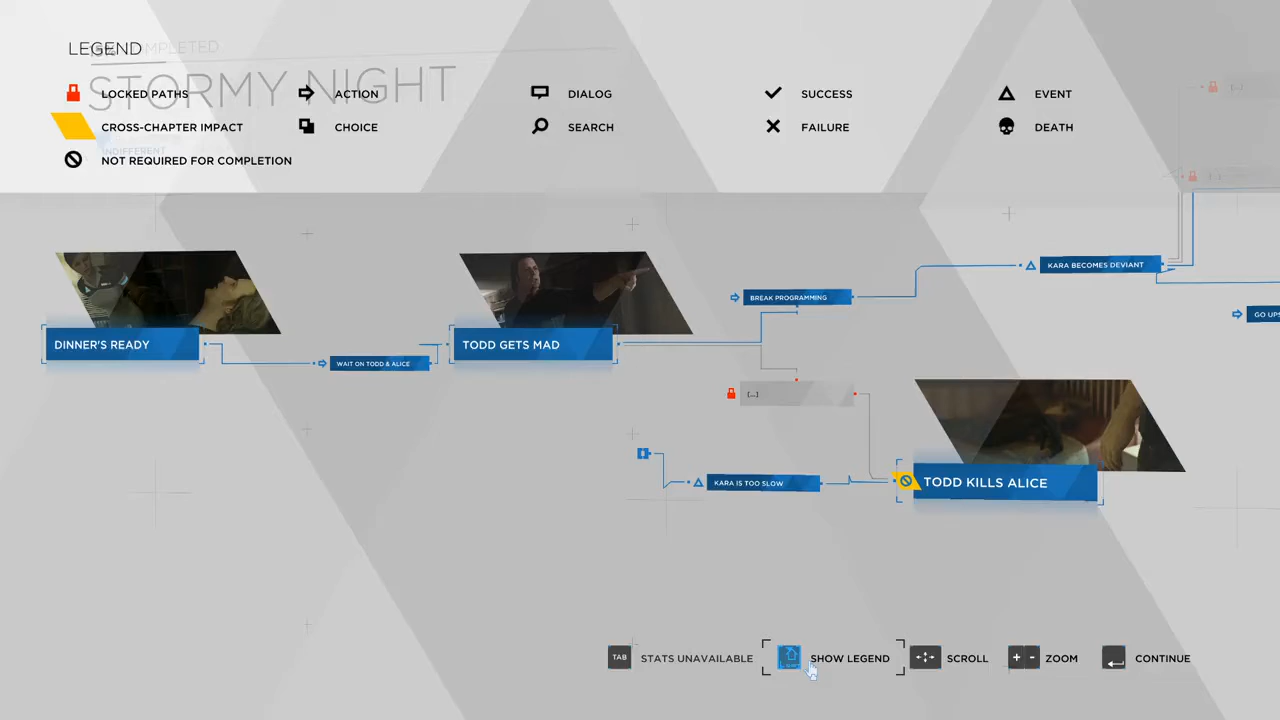 LEGEND
COMPLETED
STORMY NIGHT
LOCKED PATHS
ACTION
DIALOG
SUCCESS
EVENT
CROSS-CHAPTER IMPACT
CHOICE
SEARCH
FAILURE
DEATH
INDIFFERENT
NOT REQUIRED FOR COMPLETION
[...]
[...]
KARA BECOMES DEVIANT
BREAK PROGRAMMING
GO UPS
DINNER'S READY
TODD GETS MAD
WAIT ON TODD & ALICE
[...]
KARA IS TOO SLOW
TODD KILLS ALICE
TAB
STATS UNAVAILABLE
SHOW LEGEND
SCROLL
+ -
ZOOM
CONTINUE